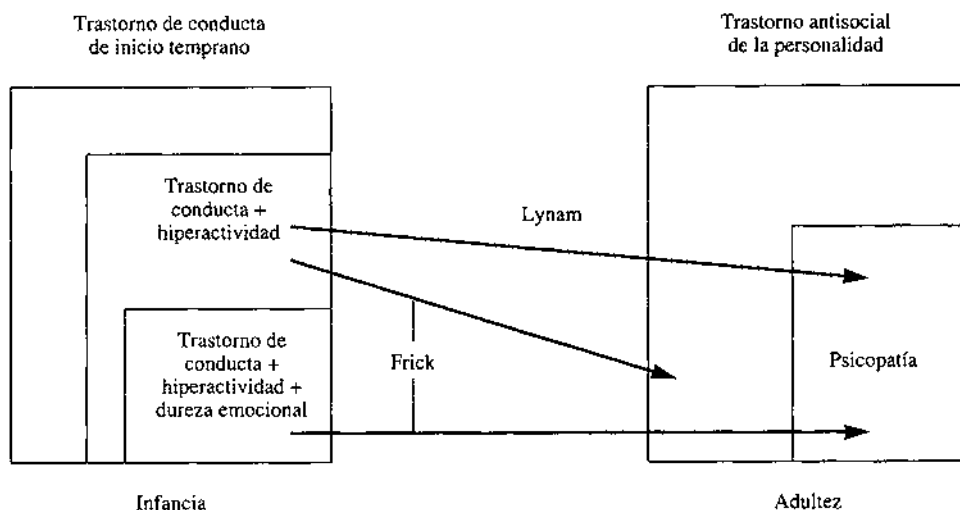 Trastorno de conducta
de inicio temprano
Trastorno antisocial
de la personalidad
Trastorno de
conducta +
hiperactividad
Lynam
Trastorno de
conducta +
hiperactividad +
dureza emocional
Frick
Psicopatía
Infancia
Adultez